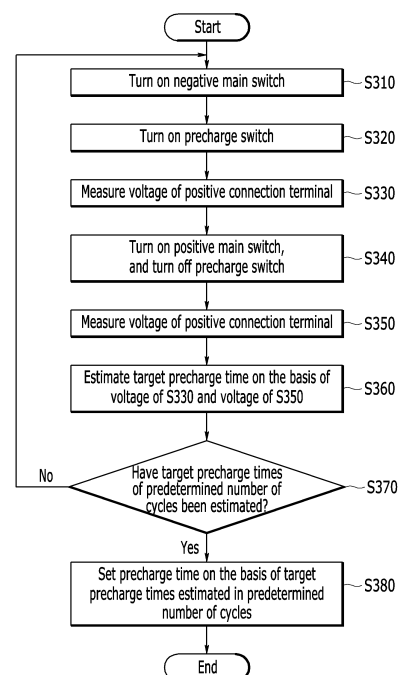 Start
Turn on negative main switch
S310
Turn on precharge switch
S320
Measure voltage of positive connection terminal
S330
Turn on positive main switch,
and turn off precharge switch
S340
Measure voltage of positive connection terminal
S350
Estimate target precharge time on the basis of
voltage of S330 and voltage of S350
S360
Have target precharge times
of predetermined number of
cycles been estimated?
S370
No
Yes
Set precharge time on the basis of target
precharge times estimated in predetermined
number of cycles
S380
End